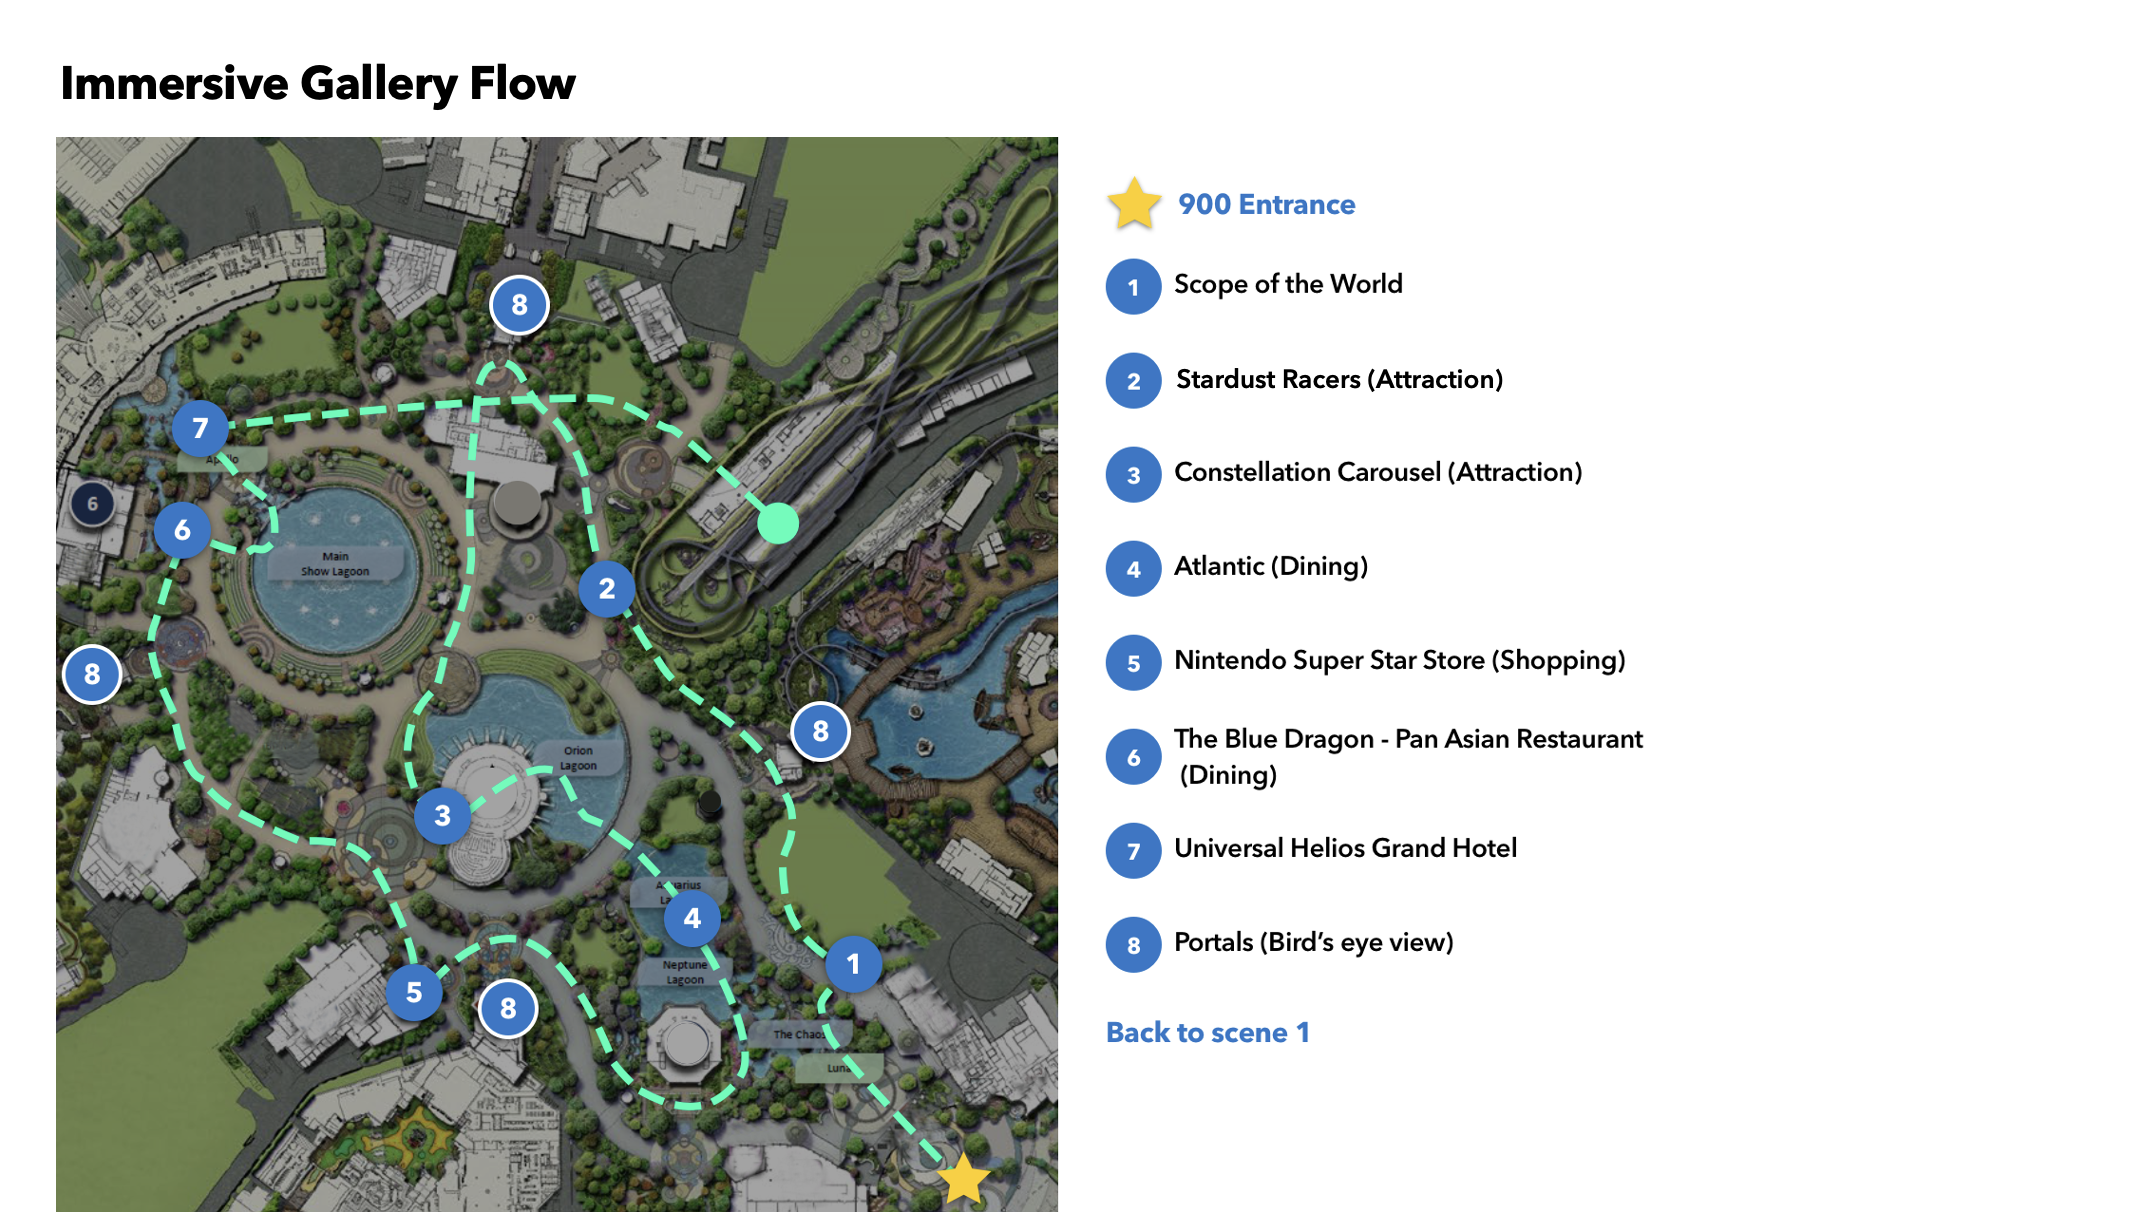 Immersive Gallery Flow
8
7
Apollo
6
6
Main
Show Lagoon
2
8
8
Orion
Lagoon
3
Aquarius
4
Neptune
Lagoon
1
5
8
The Chaos
Luna
900 Entrance
1 Scope of the World
2 Stardust Racers (Attraction)
3 Constellation Carousel (Attraction)
4 Atlantic (Dining)
5 Nintendo Super Star Store (Shopping)
6 The Blue Dragon - Pan Asian Restaurant
(Dining)
7 Universal Helios Grand Hotel
8 Portals (Bird’s eye view)
Back to scene 1